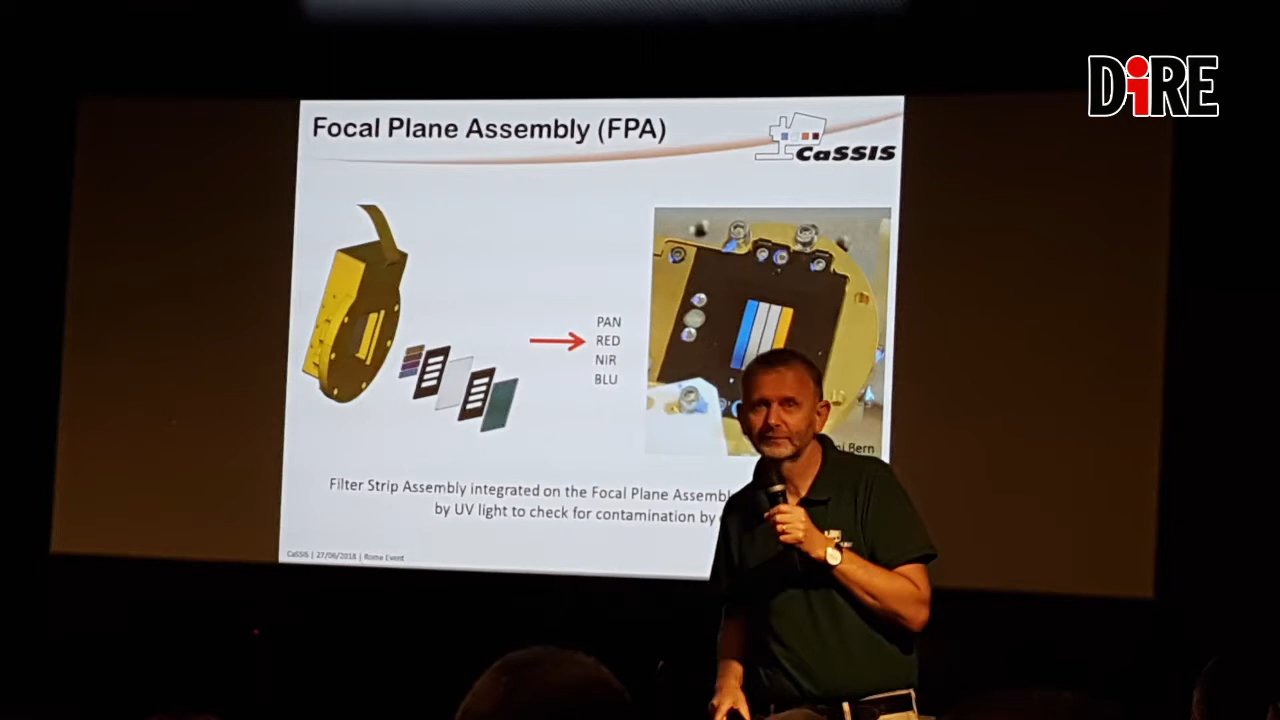 DiRE
Focal Plane Assembly (FPA)
CaSSIS
PAN
RED
NIR
BLU
Bern
Filter Strip Assembly integrated on the Focal Plane
by UV light to check for contamination by
CaSSIS | 27/06/2018 | Rome Event